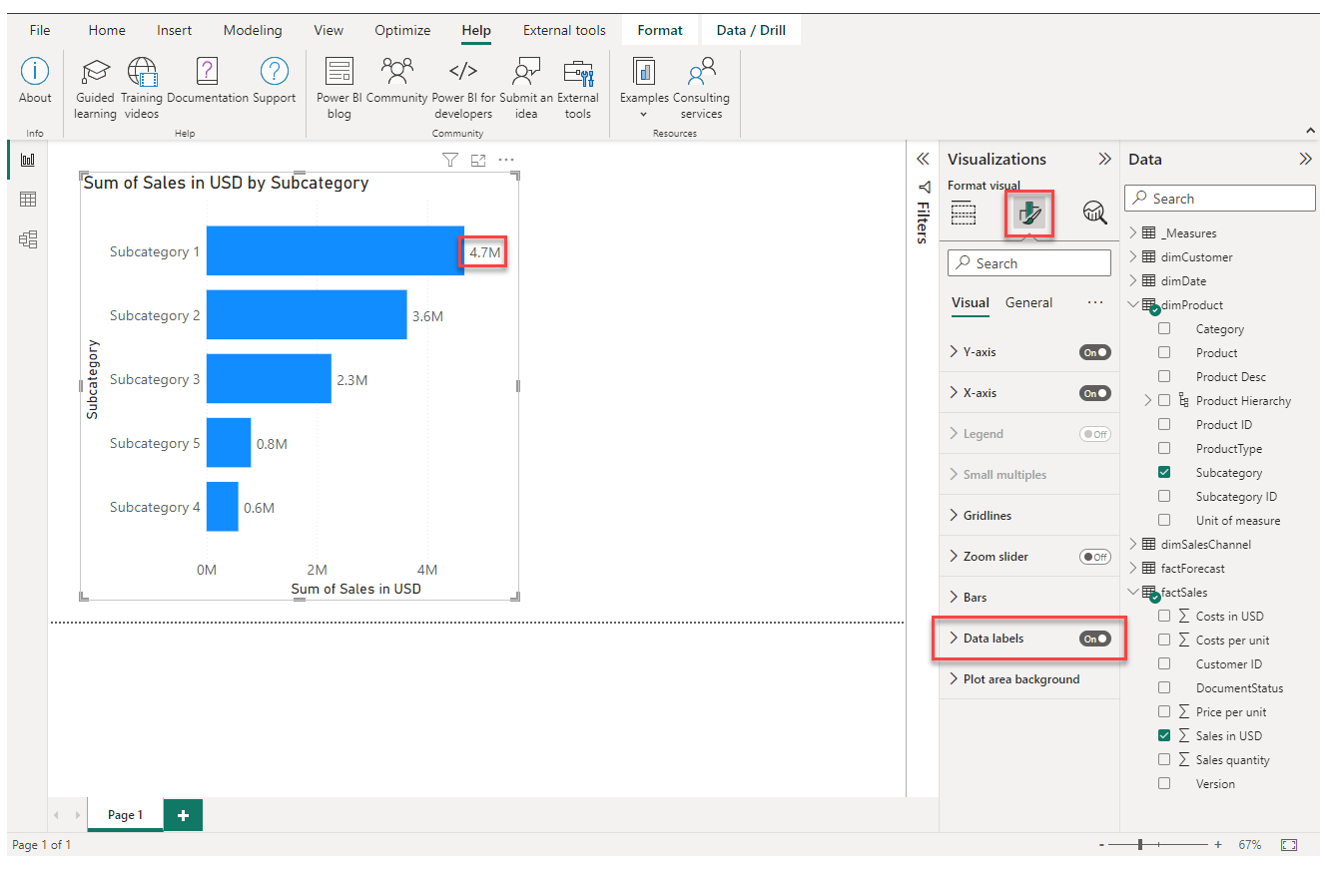 File Home Insert Modeling View Optimize Help External tools Format Data / Drill
About Guided learning Training videos Documentation Support Power BI blog Community Power BI for developers Submit an idea External tools Examples Consulting services
Info Help Community Resources
Sum of Sales in USD by Subcategory
Subcategory
Subcategory 1 4.7M
Subcategory 2 3.6M
Subcategory 3 2.3M
Subcategory 5 0.8M
Subcategory 4 0.6M
0M 2M 4M
Sum of Sales in USD
Filters
Visualizations
Format visual
Search
Visual General
Y-axis On
X-axis On
Legend Off
Small multiples
Gridlines
Zoom slider Off
Bars
Data labels On
Plot area background
Data
Search
_Measures
dimCustomer
dimDate
dimProduct
Category
Product
Product Desc
Product Hierarchy
Product ID
ProductType
Subcategory
Subcategory ID
Unit of measure
dimSalesChannel
factForecast
factSales
Costs in USD
Costs per unit
Customer ID
DocumentStatus
Price per unit
Sales in USD
Sales quantity
Version
Page 1
Page 1 of 1
- + 67%